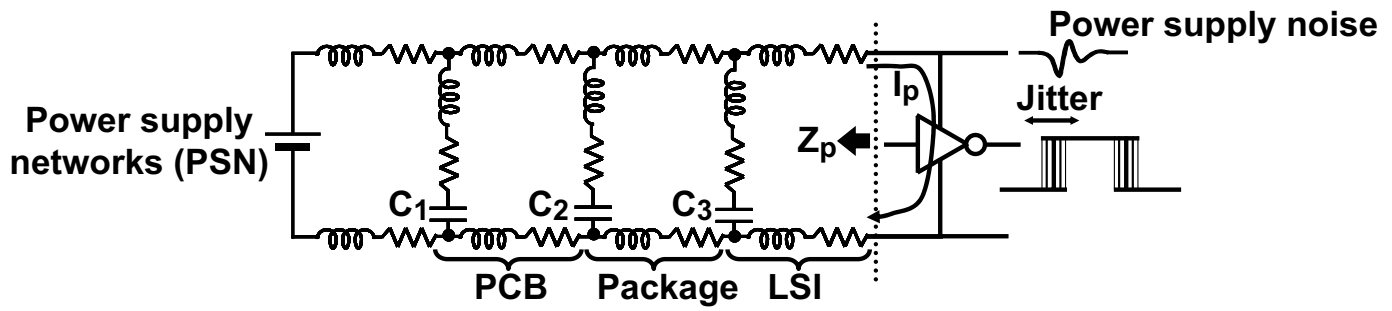 Power supply noise
Jitter
Power supply
networks (PSN)
Ip
Zp
C1
C2
C3
PCB
Package
LSI